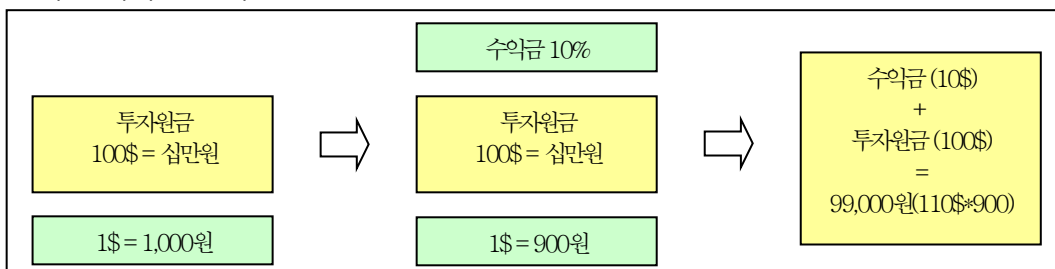 투자원금
100$ = 십만원
1$ = 1,000원
수익금 10%
투자원금
100$ = 십만원
1$ = 900원
수익금 (10$)
+
투자원금 (100$)
=
99,000원(110$*900)